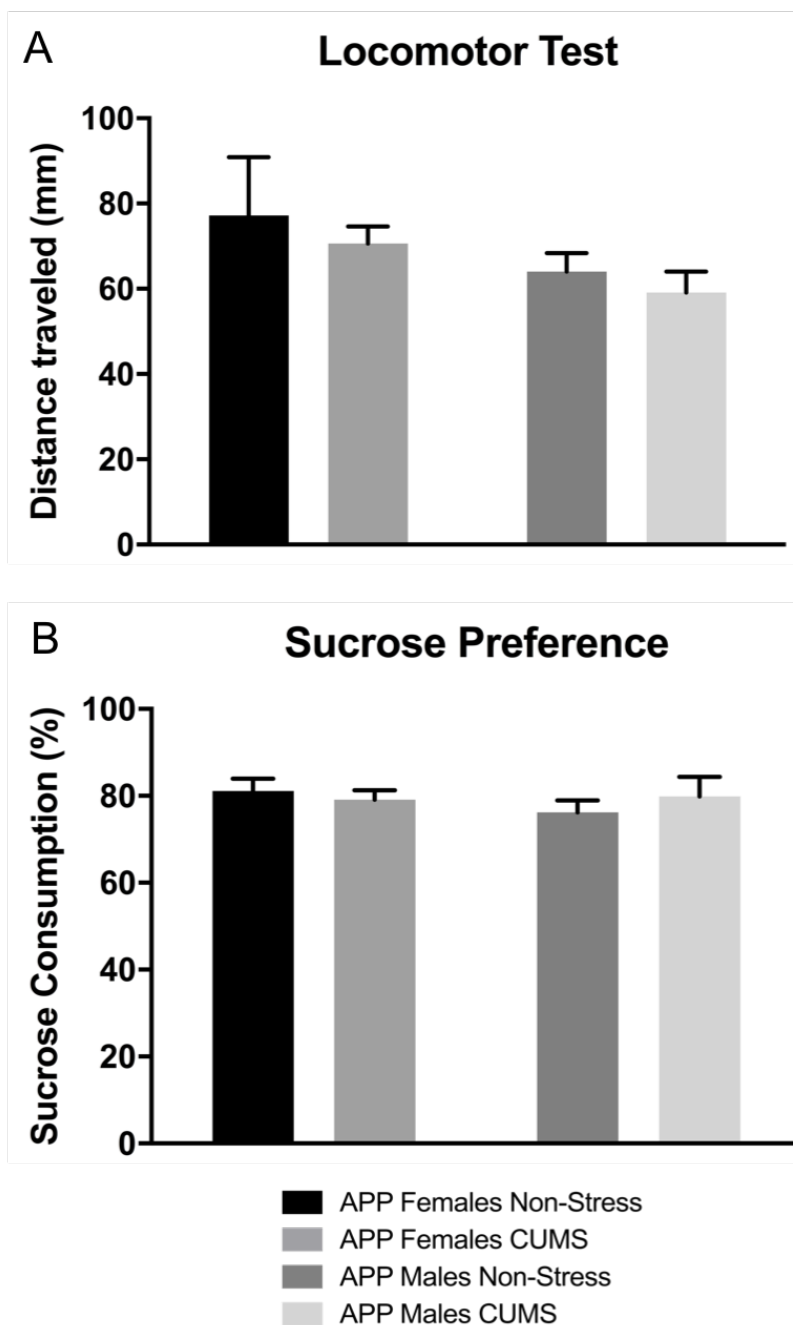 A
Locomotor Test
Distance traveled (mm)
100
80
60
40
20
0
B
Sucrose Preference
Sucrose Consumption (%)
100
80
60
40
20
0
APP Females Non-Stress
APP Females CUMS
APP Males Non-Stress
APP Males CUMS